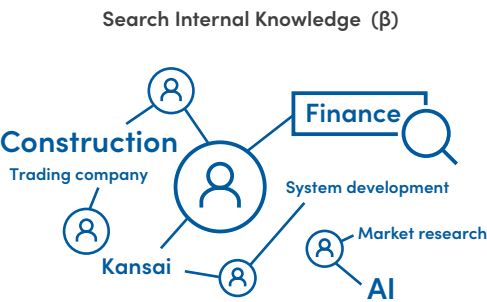 Search Internal Knowledge (β)
Finance
Construction
Trading company
System development
Market research
Kansai
AI